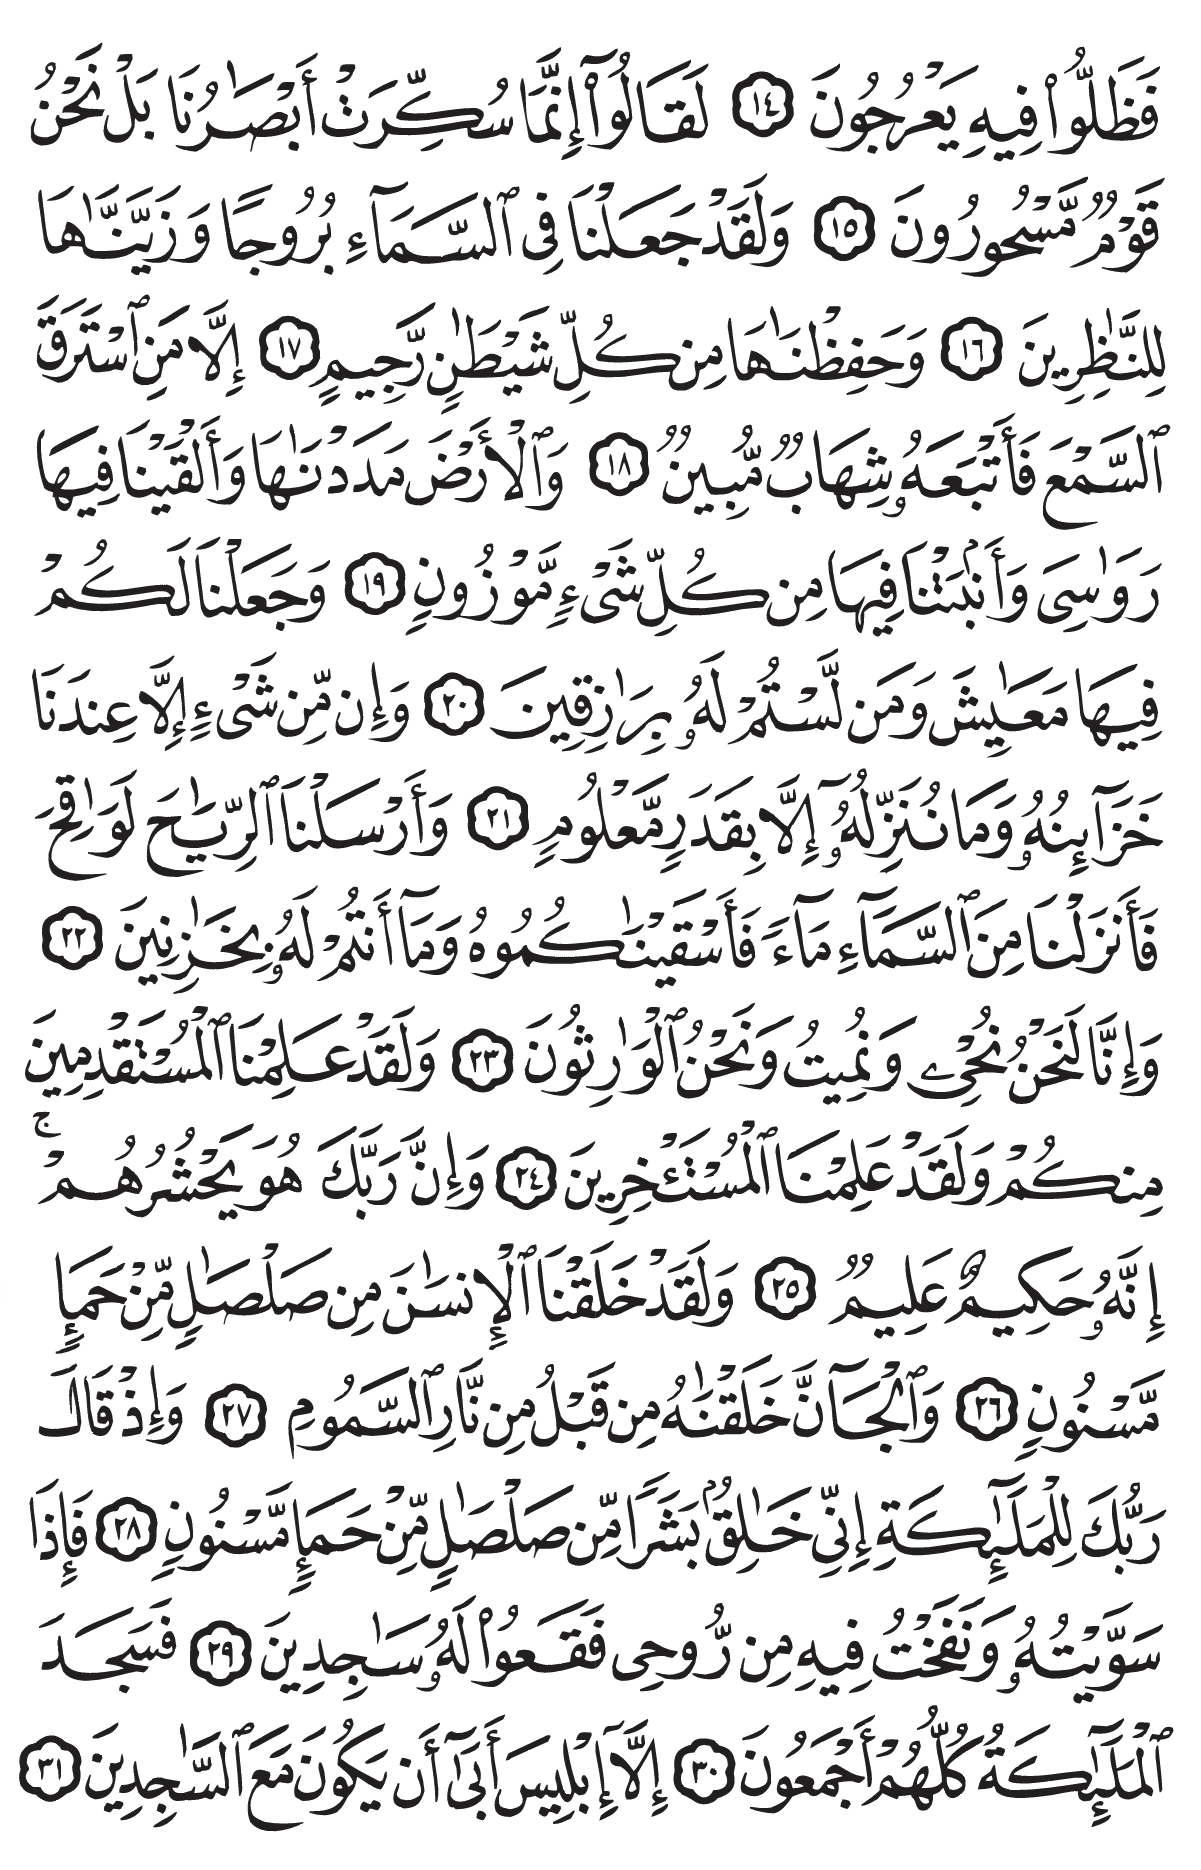 فَظَلُّوا۟ فِيهِ يَعْرُجُونَ ١٤ لَقَالُوٓا۟ إِنَّمَا سُكِّرَتْ أَبْصَـٰرُنَا بَلْ نَحْنُ
قَوْمٌ مَّسْحُورُونَ ١٥ وَلَقَدْ جَعَلْنَا فِى ٱلسَّمَآءِ بُرُوجًا وَزَيَّنَّـٰهَا
لِلنَّـٰظِرِينَ ١٦ وَحَفِظْنَـٰهَا مِن كُلِّ شَيْطَـٰنٍ رَّجِيمٍ ١٧ إِلَّا مَنِ ٱسْتَرَقَ
ٱلسَّمْعَ فَأَتْبَعَهُۥ شِهَابٌ مُّبِينٌ ١٨ وَٱلْأَرْضَ مَدَدْنَـٰهَا وَأَلْقَيْنَا فِيهَا
رَوَٰسِىَ وَأَنۢبَتْنَا فِيهَا مِن كُلِّ شَىْءٍ مَّوْزُونٍ ١٩ وَجَعَلْنَا لَكُمْ
فِيهَا مَعَـٰيِشَ وَمَن لَّسْتُمْ لَهُۥ بِرَٰزِقِينَ ٢٠ وَإِن مِّن شَىْءٍ إِلَّا عِندَنَا
خَزَآئِنُهُۥ وَمَا نُنَزِّلُهُۥٓ إِلَّا بِقَدَرٍ مَّعْلُومٍ ٢١ وَأَرْسَلْنَا ٱلرِّيَـٰحَ لَوَٰقِحَ
فَأَنزَلْنَا مِنَ ٱلسَّمَآءِ مَآءً فَأَسْقَيْنَـٰكُمُوهُ وَمَآ أَنتُمْ لَهُۥ بِخَـٰزِنِينَ ٢٢
وَإِنَّا لَنَحْنُ نُحْىِۦ وَنُمِيتُ وَنَحْنُ ٱلْوَٰرِثُونَ ٢٣ وَلَقَدْ عَلِمْنَا ٱلْمُسْتَقْدِمِينَ
مِنكُمْ وَلَقَدْ عَلِمْنَا ٱلْمُسْتَـْٔخِرِينَ ٢٤ وَإِنَّ رَبَّكَ هُوَ يَحْشُرُهُمْ ۚ
إِنَّهُۥ حَكِيمٌ عَلِيمٌ ٢٥ وَلَقَدْ خَلَقْنَا ٱلْإِنسَـٰنَ مِن صَلْصَـٰلٍ مِّنْ حَمَإٍ
مَّسْنُونٍ ٢٦ وَٱلْجَآنَّ خَلَقْنَـٰهُ مِن قَبْلُ مِن نَّارِ ٱلسَّمُومِ ٢٧ وَإِذْ قَالَ
رَبُّكَ لِلْمَلَـٰٓئِكَةِ إِنِّى خَـٰلِقٌۢ بَشَرًا مِّن صَلْصَـٰلٍ مِّنْ حَمَإٍ مَّسْنُونٍ ٢٨ فَإِذَا
سَوَّيْتُهُۥ وَنَفَخْتُ فِيهِ مِن رُّوحِى فَقَعُوا۟ لَهُۥ سَـٰجِدِينَ ٢٩ فَسَجَدَ
ٱلْمَلَـٰٓئِكَةُ كُلُّهُمْ أَجْمَعُونَ ٣٠ إِلَّآ إِبْلِيسَ أَبَىٰٓ أَن يَكُونَ مَعَ ٱلسَّـٰجِدِينَ ٣١